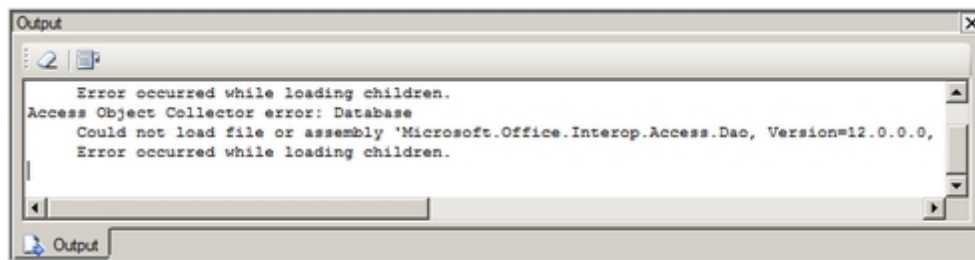 Output
Error occurred while loading children.
Access Object Collector error: Database
Could not load file or assembly 'Microsoft.Office.Interop.Access.Dao, Version=12.0.0.0,
Error occurred while loading children.
Output